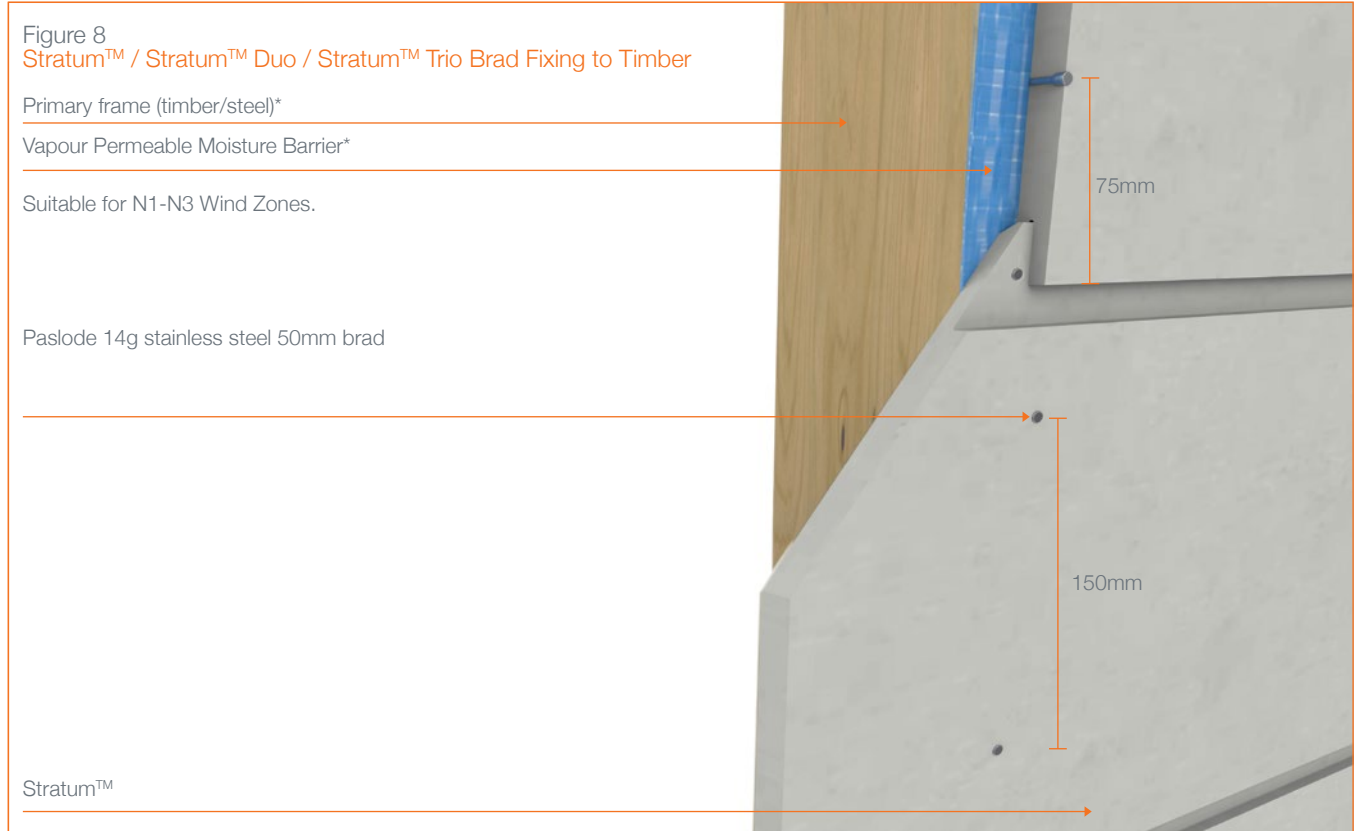 Figure 8
Stratum™ / Stratum™ Duo / Stratum™ Trio Brad Fixing to Timber
Primary frame (timber/steel)*
Vapour Permeable Moisture Barrier*
75mm
Suitable for N1-N3 Wind Zones.
Paslode 14g stainless steel 50mm brad
150mm
Stratum™